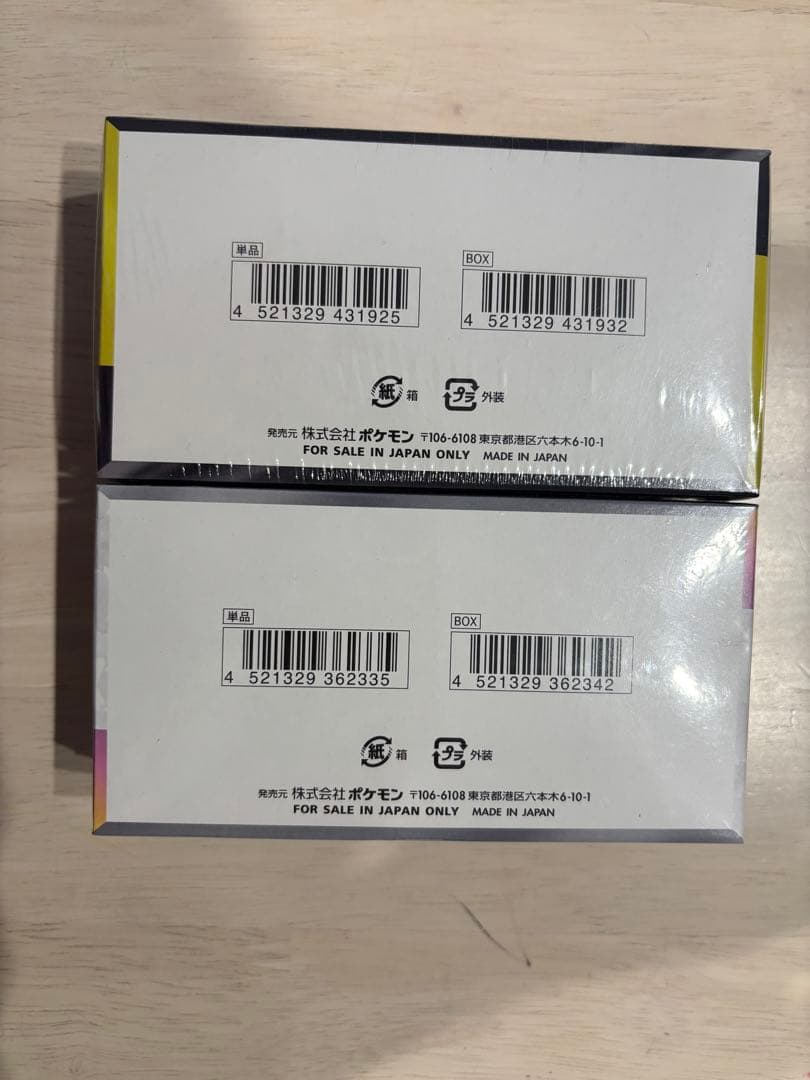 単品
4 521329 431925
BOX
4 521329 431932
紙 箱
プラ 外装
発売元 株式会社ポケモン 〒106-6108 東京都港区六本木6-10-1
FOR SALE IN JAPAN ONLY MADE IN JAPAN
単品
4 521329 362335
BOX
4 521329 362342
紙 箱
プラ 外装
発売元 株式会社ポケモン 〒106-6108 東京都港区六本木6-10-1
FOR SALE IN JAPAN ONLY MADE IN JAPAN